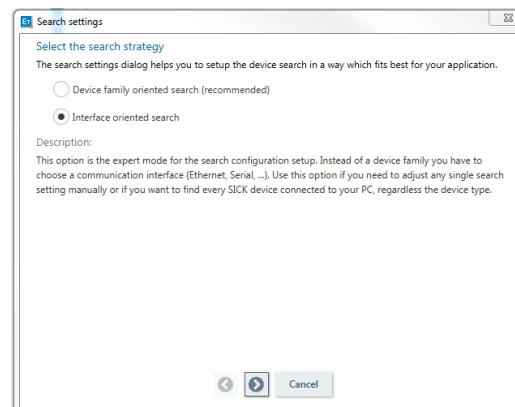 ET Search settings
Select the search strategy
The search settings dialog helps you to setup the device search in a way which fits best for your application.
Device family oriented search (recommended)
Interface oriented search
Description:
This option is the expert mode for the search configuration setup. Instead of a device family you have to
choose a communication interface (Ethernet, Serial, ...). Use this option if you need to adjust any single search
setting manually or if you want to find every SICK device connected to your PC, regardless the device type.
Cancel